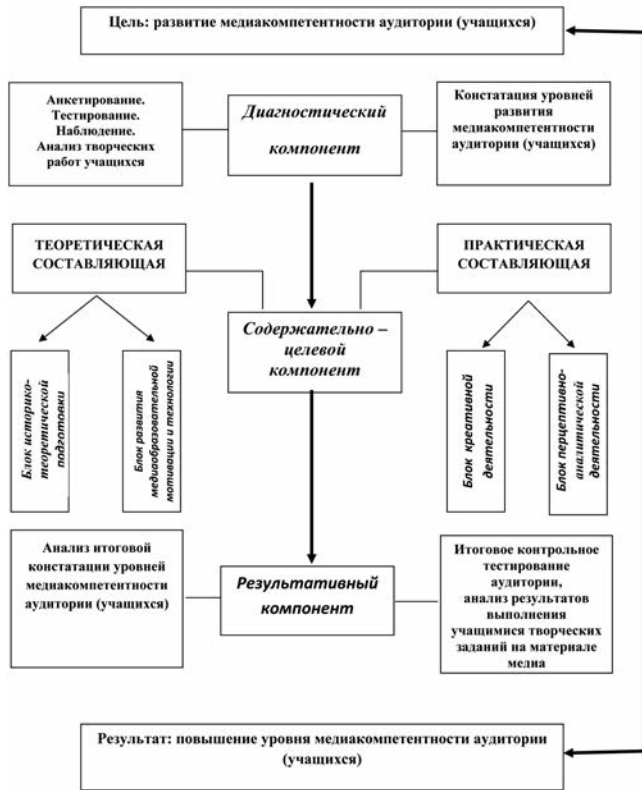 Цель: развитие медиакомпетентности аудитории (учащихся)
Анкетирование.
Тестирование.
Наблюдение.
Анализ творческих
работ учащихся
Диагностический
компонент
Констатация уровней
развития
медиакомпетентности
аудитории (учащихся)
ТЕОРЕТИЧЕСКАЯ
СОСТАВЛЯЮЩАЯ
ПРАКТИЧЕСКАЯ
СОСТАВЛЯЮЩАЯ
Содержательно –
целевой
компонент
Блок историко-
теоретической
подготовки
Блок развития
медиаобразовательной
мотивации и технологии
Блок креативной
деятельности
Блок перцептивно-
аналитической
деятельности
Анализ итоговой
констатации уровней
медиакомпетентности
аудитории (учащихся)
Результативный
компонент
Итоговое контрольное
тестирование
аудитории,
анализ результатов
выполнения
учащимися творческих
заданий на материале
медиа
Результат: повышение уровня медиакомпетентности аудитории
(учащихся)